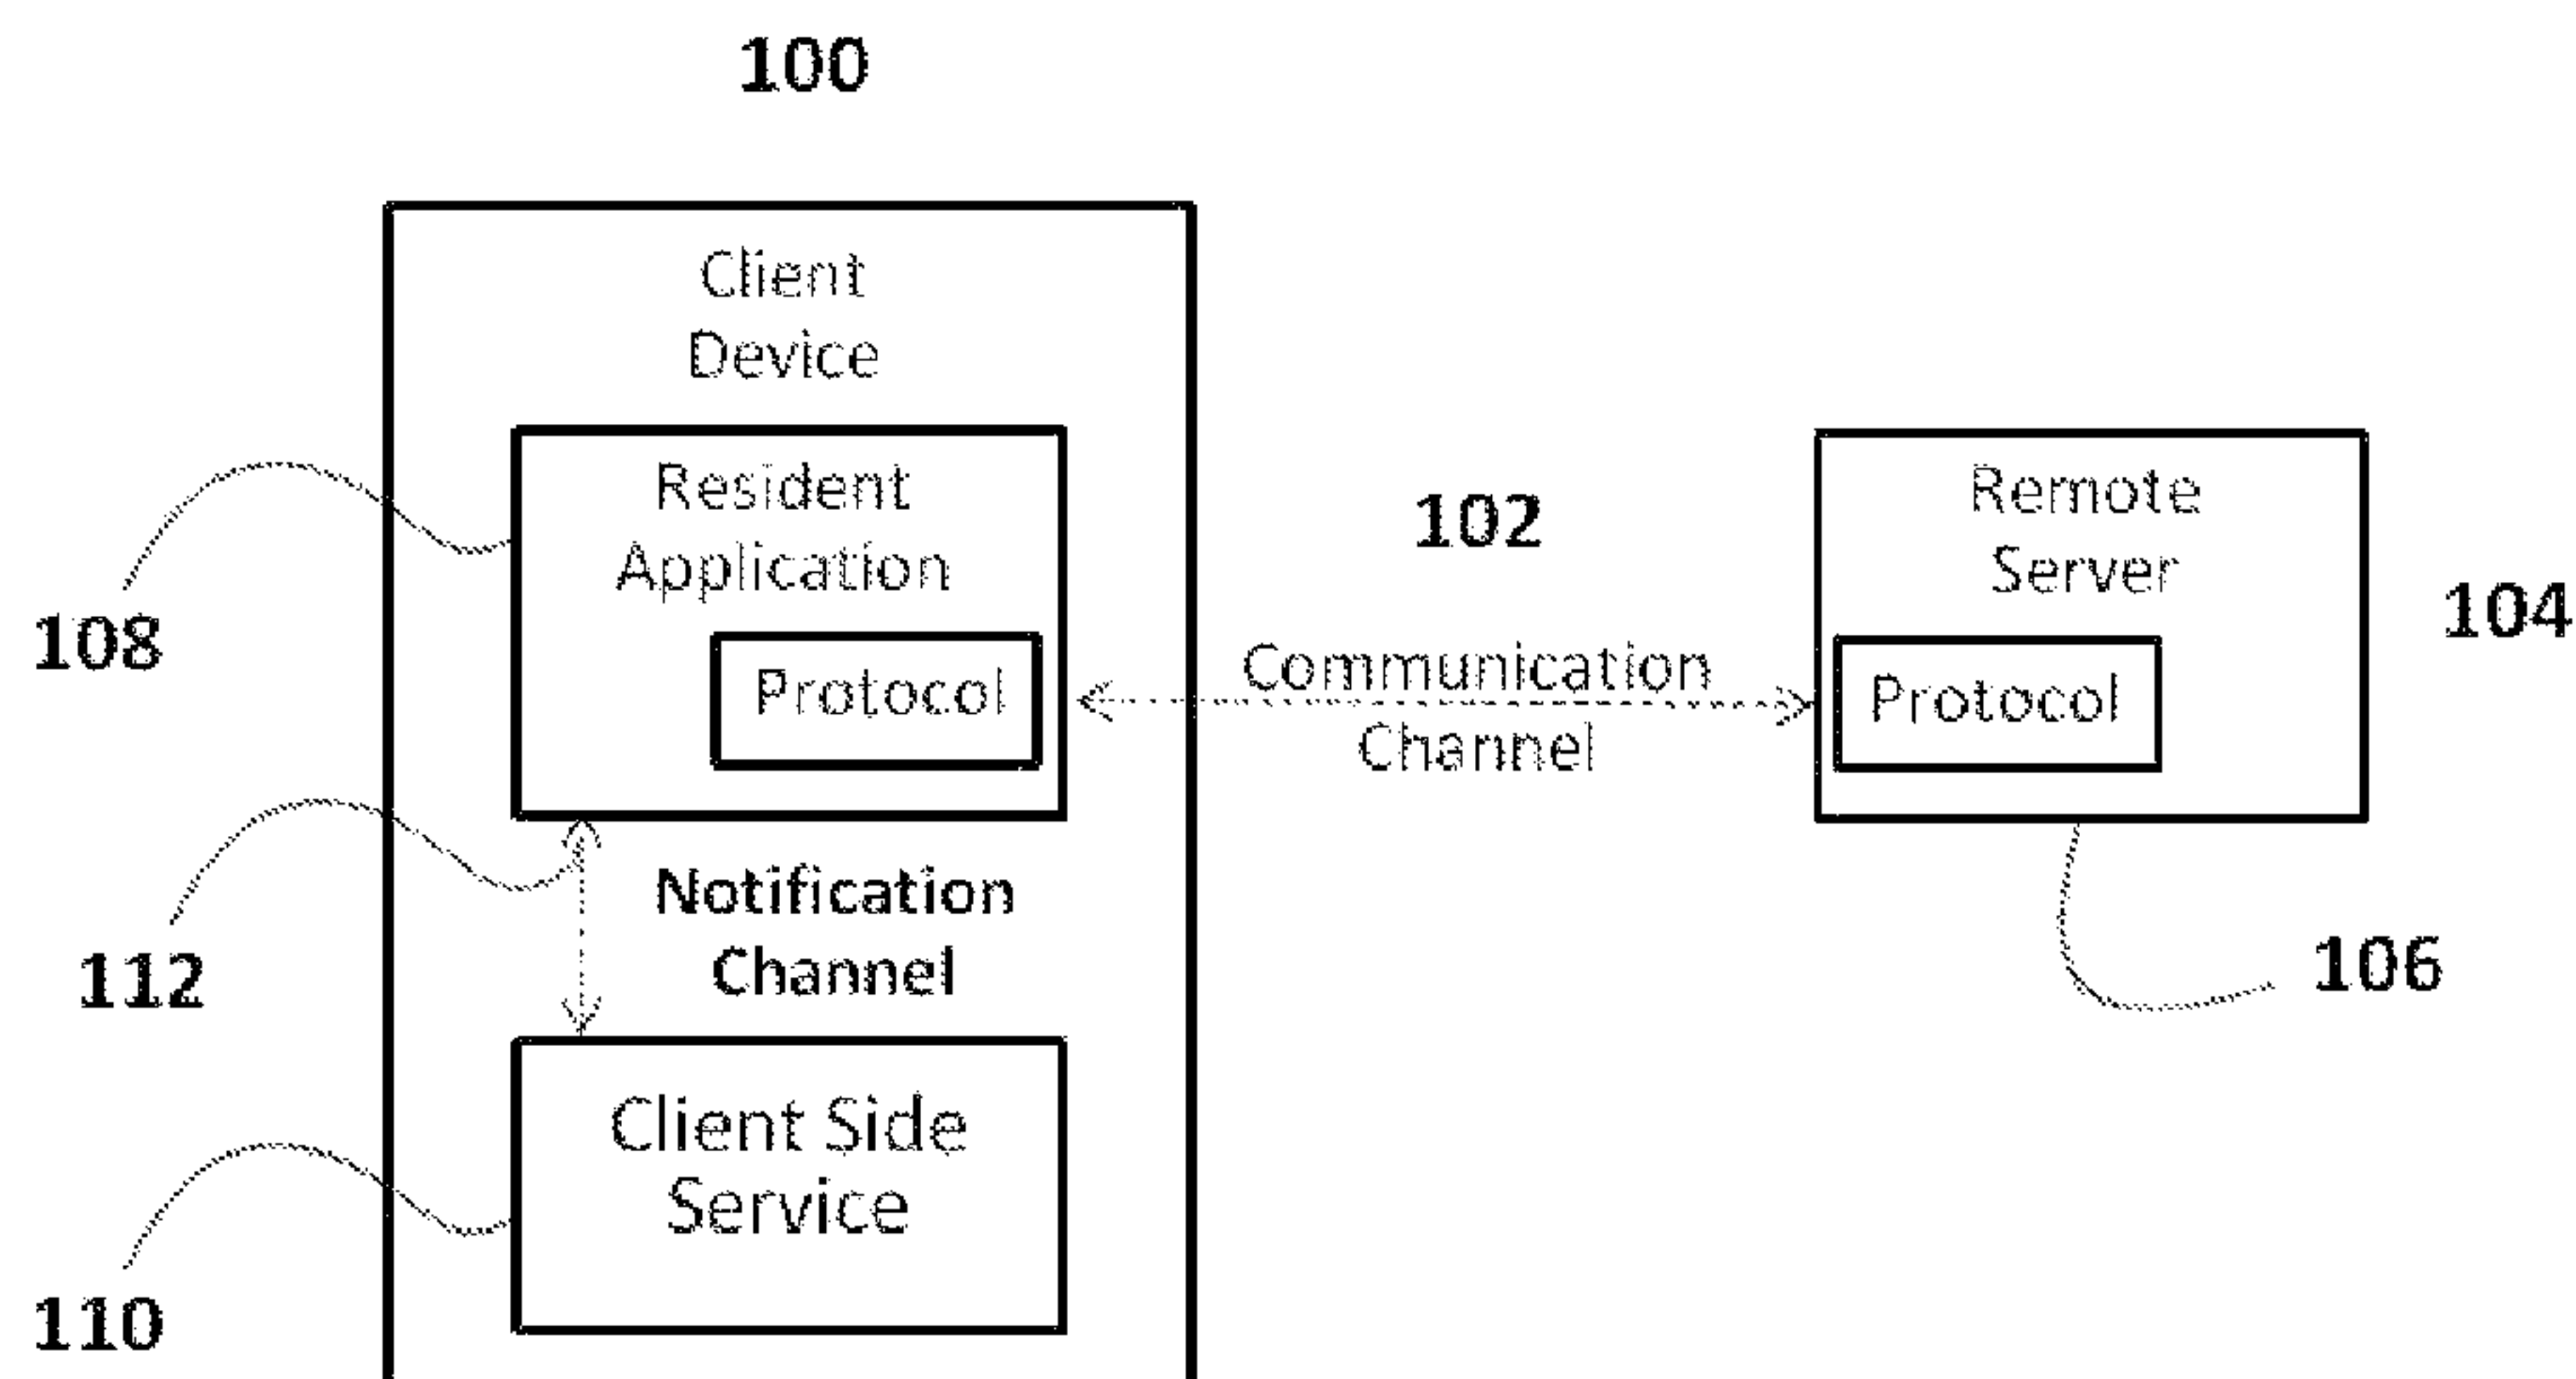 100
Client
Device
Resident
Application
Protocol
108
102
Communication
Channel
Remote
Server
Protocol
104
112
Notification
Channel
106
Client Side
Service
110